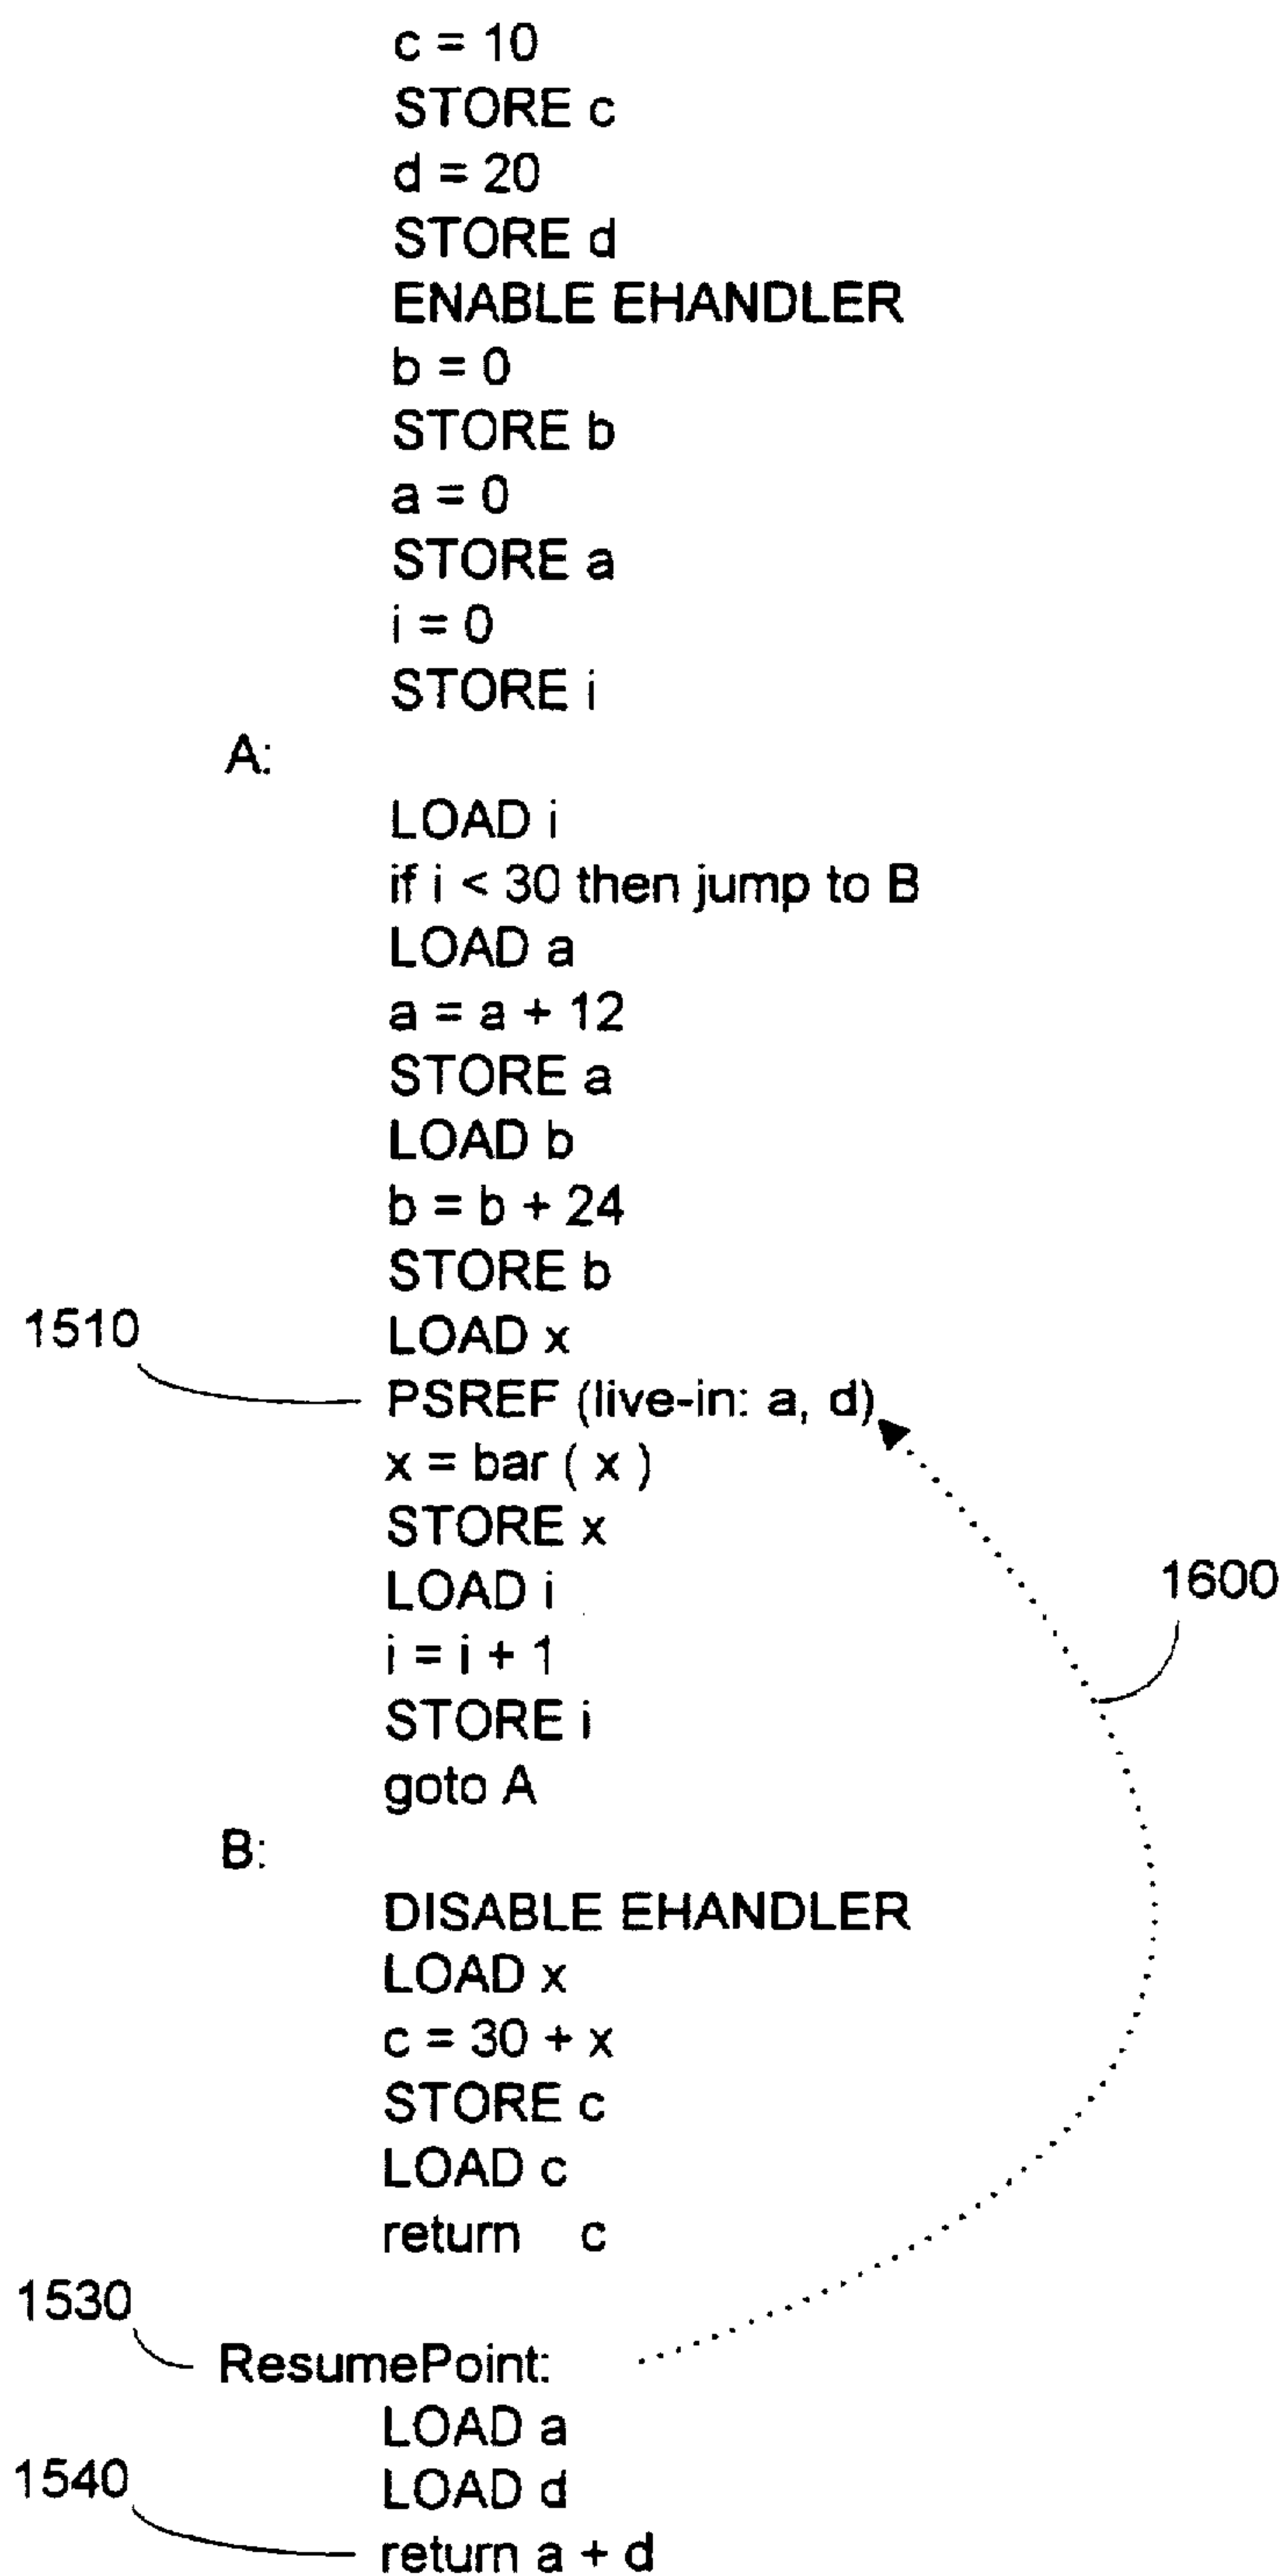 c = 10
STORE c
d = 20
STORE d
ENABLE EHANDLER
b = 0
STORE b
a = 0
STORE a
i = 0
STORE i
A:
LOAD i
if i < 30 then jump to B
LOAD a
a = a + 12
STORE a
LOAD b
b = b + 24
STORE b
1510
LOAD x
PSREF (live-in: a, d)
x = bar ( x )
STORE x
LOAD i
1600
i = i + 1
STORE i
goto A
B:
DISABLE EHANDLER
LOAD x
c = 30 + x
STORE c
LOAD c
return c
1530
ResumePoint:
LOAD a
1540
LOAD d
return a + d